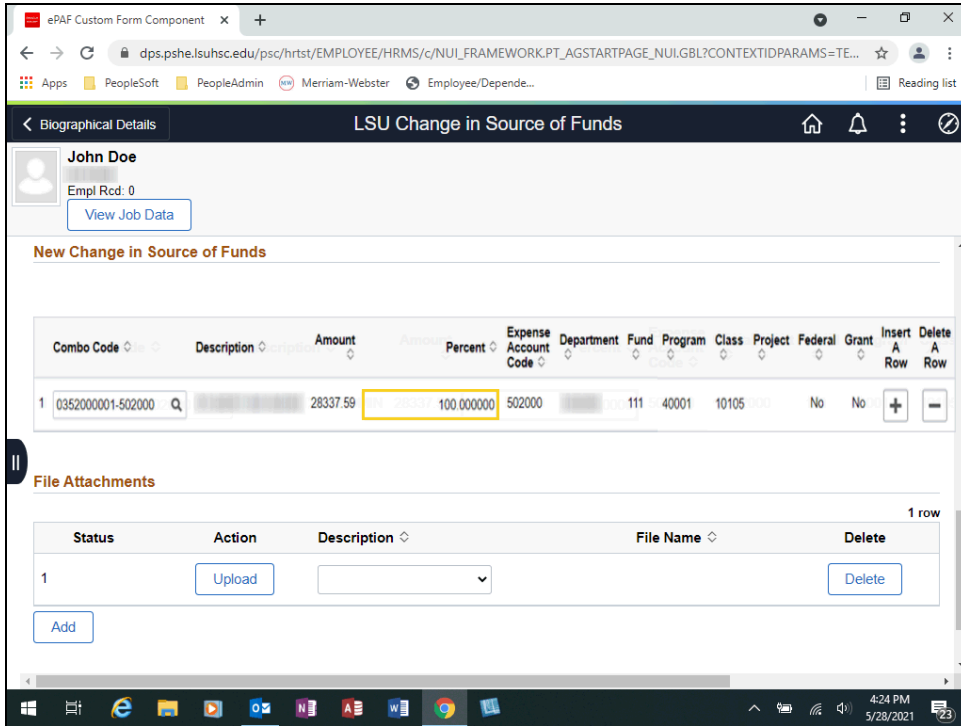 ePAF Custom Form Component
dps.pshe.lsuhsc.edu/psc/hrtst/EMPLOYEE/HRMS/c/NUI_FRAMEWORK.PT_AGSTARTPAGE_NUI.GBL?CONTEXTIDPARAMS=TE...
Apps PeopleSoft PeopleAdmin MW Merriam-Webster Employee/Depende... Reading list
Biographical Details LSU Change in Source of Funds
John Doe
Empl Rcd: 0
View Job Data
New Change in Source of Funds
Combo Code Description Amount Percent Expense Account Code Department Fund Program Class Project Federal Grant Insert A Row Delete A Row
1 0352000001-502000 28337.59 100.000000 502000 111 40001 10105 No No
File Attachments
1 row
Status Action Description File Name Delete
1 Upload Delete
Add
4:24 PM
5/28/2021
23